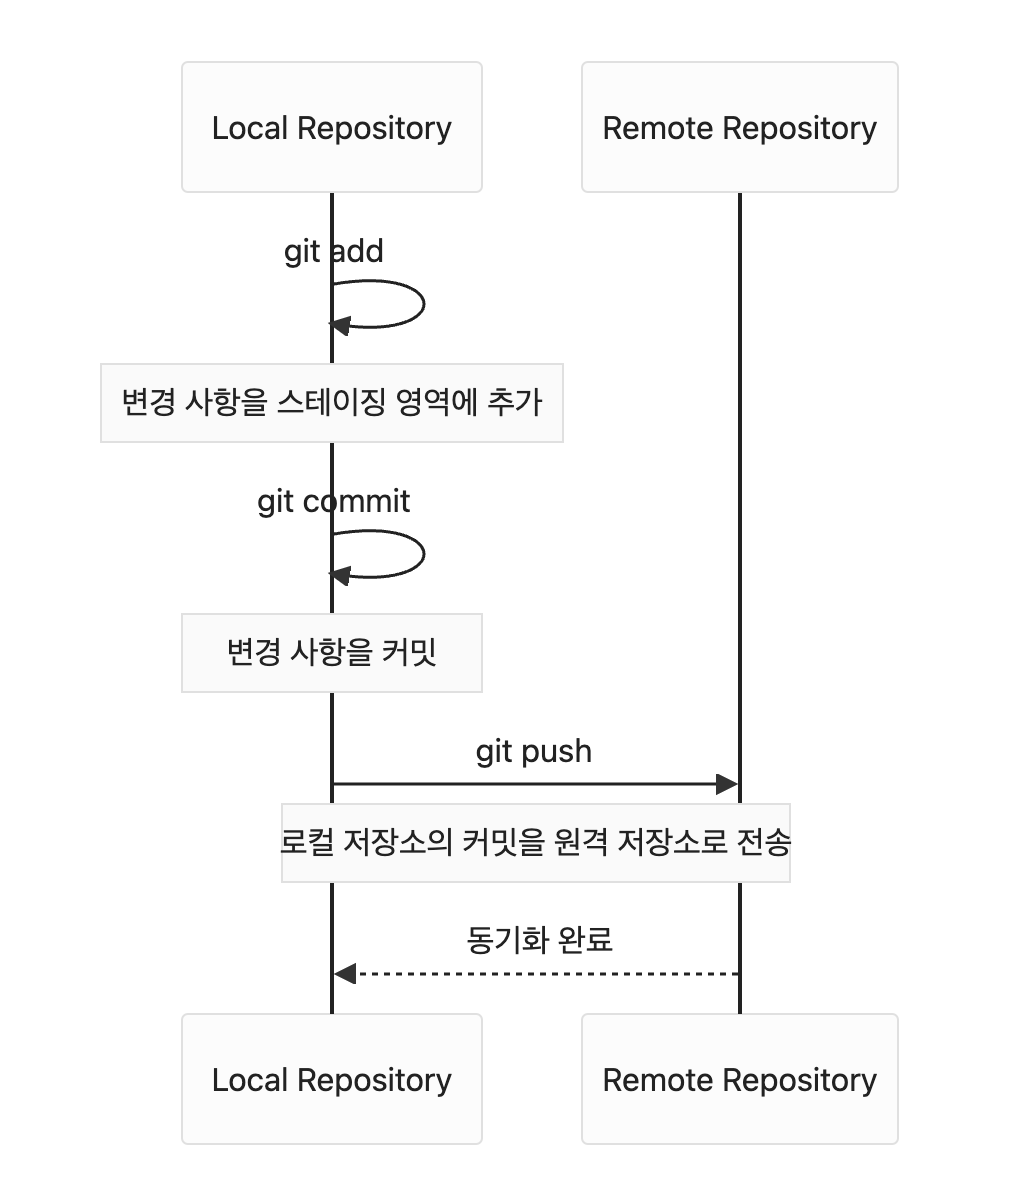 Local Repository
Remote Repository
git add
변경 사항을 스테이징 영역에 추가
git commit
변경 사항을 커밋
git push
로컬 저장소의 커밋을 원격 저장소로 전송
동기화 완료
Local Repository
Remote Repository